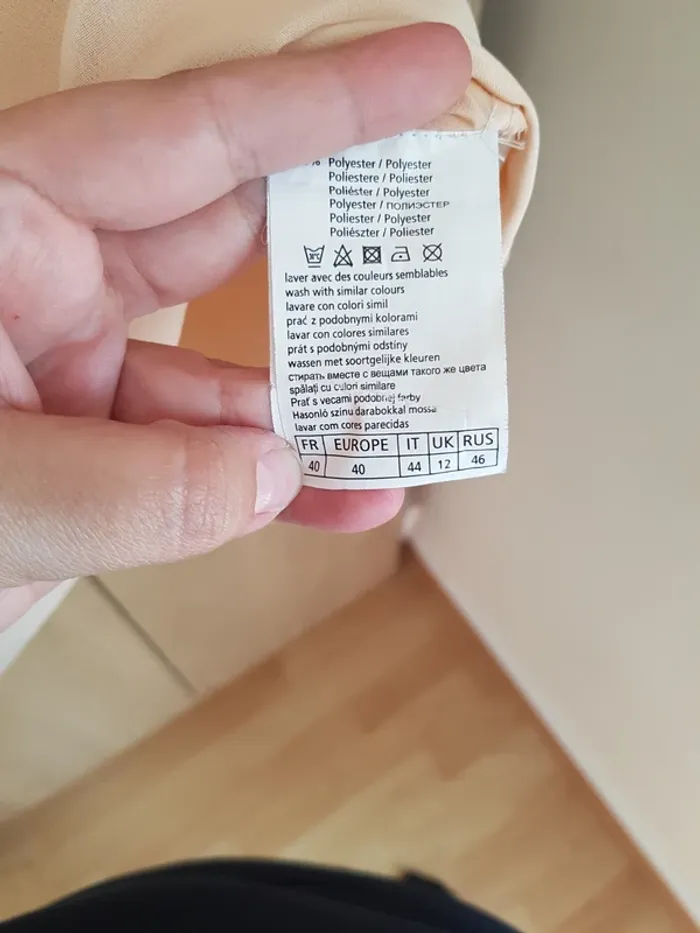 % Polyester / Polyester
Poliestere / Poliester
Poliéster / Polyester
Polyester / полиэстер
Poliester / Polyester
Poliészter / Poliester
laver avec des couleurs semblables
wash with similar colours
lavare con colori simil
prać z podobnymi kolorami
lavar con colores similares
prát s podobnými odstiny
wassen met soortgelijke kleuren
стирать вместе с вещами такого же цвета
spălați cu culori similare
Prať s vecami podobnej farby
Hasonló színu darabokkal mossa
lavar com cores parecidas
FR EUROPE IT UK RUS
40 40 44 12 46